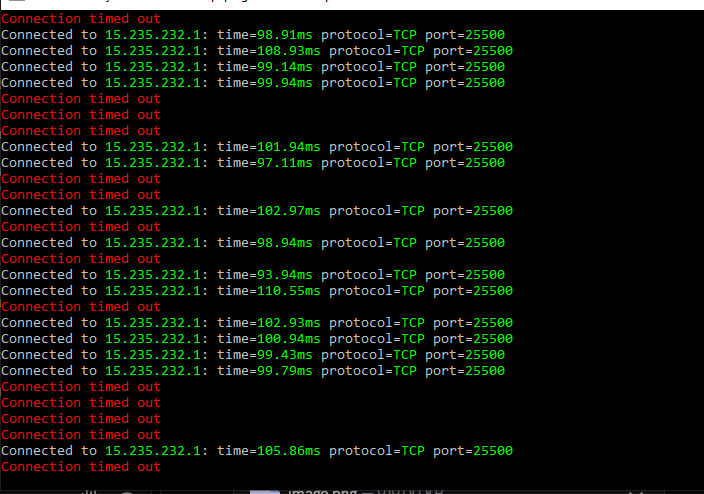 Connection timed out
Connected to 15.235.232.1: time=98.91ms protocol=TCP port=25500
Connected to 15.235.232.1: time=108.93ms protocol=TCP port=25500
Connected to 15.235.232.1: time=99.14ms protocol=TCP port=25500
Connected to 15.235.232.1: time=99.94ms protocol=TCP port=25500
Connection timed out
Connection timed out
Connection timed out
Connected to 15.235.232.1: time=101.94ms protocol=TCP port=25500
Connected to 15.235.232.1: time=97.11ms protocol=TCP port=25500
Connection timed out
Connection timed out
Connected to 15.235.232.1: time=102.97ms protocol=TCP port=25500
Connection timed out
Connected to 15.235.232.1: time=98.94ms protocol=TCP port=25500
Connection timed out
Connected to 15.235.232.1: time=93.94ms protocol=TCP port=25500
Connected to 15.235.232.1: time=110.55ms protocol=TCP port=25500
Connection timed out
Connected to 15.235.232.1: time=102.93ms protocol=TCP port=25500
Connected to 15.235.232.1: time=100.94ms protocol=TCP port=25500
Connected to 15.235.232.1: time=99.43ms protocol=TCP port=25500
Connected to 15.235.232.1: time=99.79ms protocol=TCP port=25500
Connection timed out
Connection timed out
Connection timed out
Connection timed out
Connected to 15.235.232.1: time=105.86ms protocol=TCP port=25500
Connection timed out
image.png